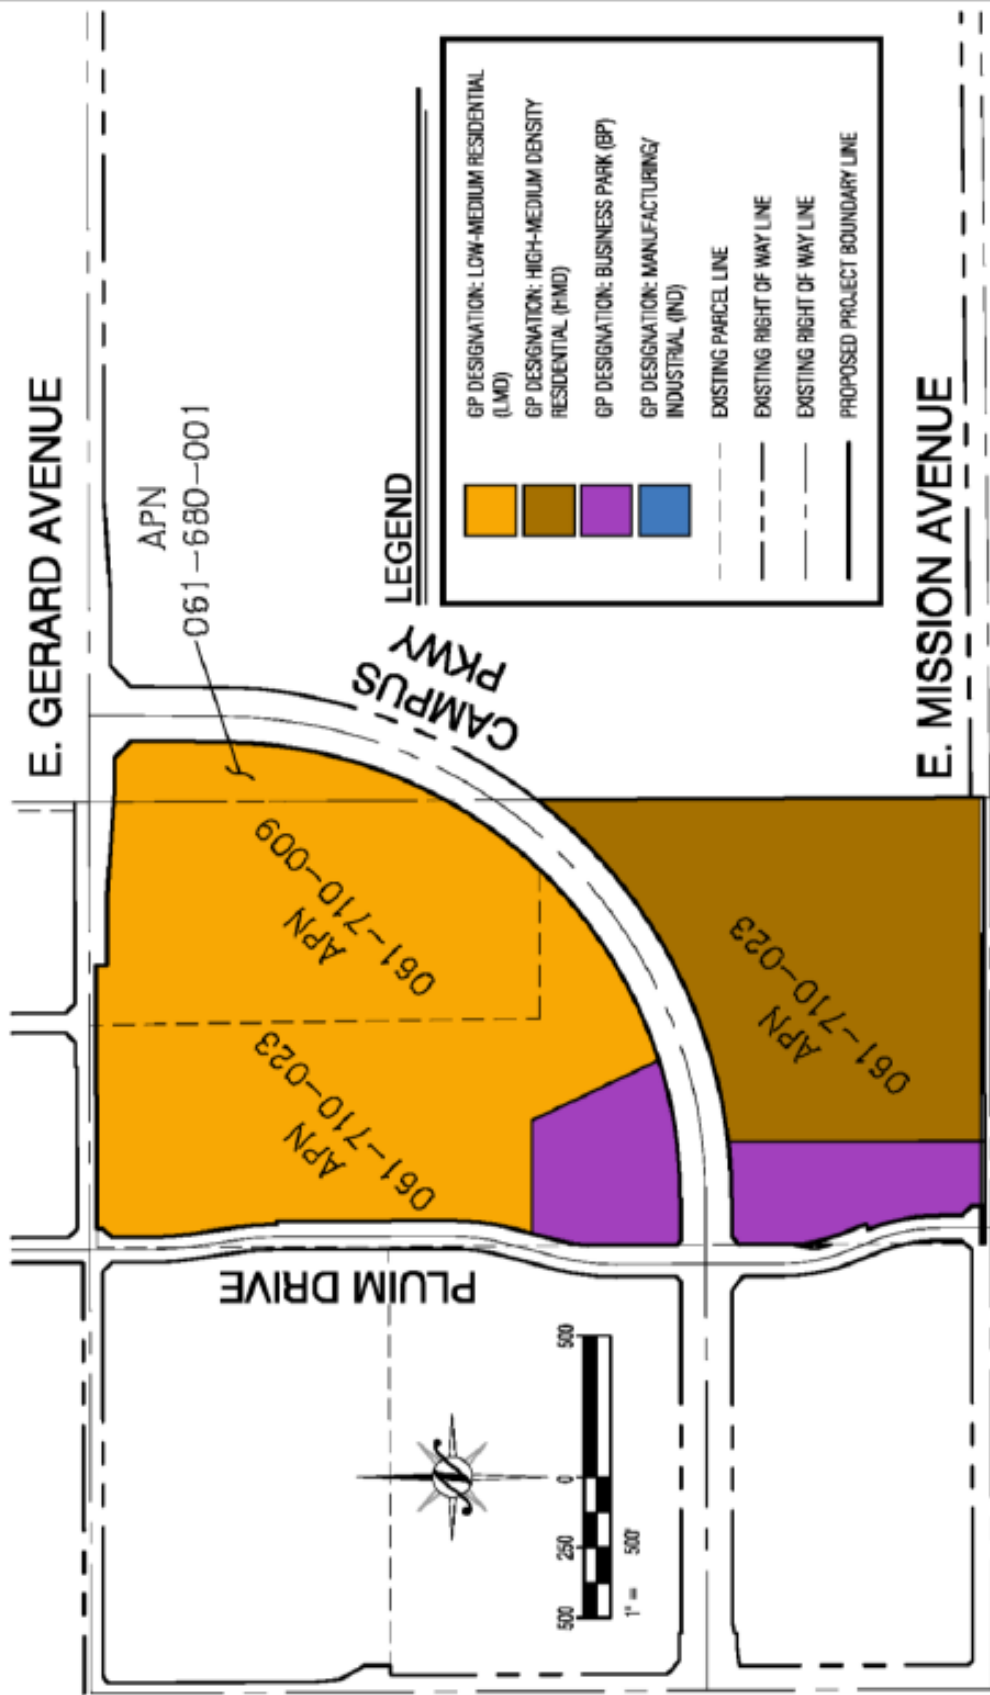 E. GERARD AVENUE
APN
061-680-001
APN
061-710-009
APN
061-710-023
CAMPUS
PKWY
PLUIM DRIVE
APN
061-710-023
E. MISSION AVENUE
LEGEND
GP DESIGNATION: LOW-MEDIUM RESIDENTIAL
(LMD)
GP DESIGNATION: HIGH-MEDIUM DENSITY
RESIDENTIAL (HMD)
GP DESIGNATION: BUSINESS PARK (BP)
GP DESIGNATION: MANUFACTURING/
INDUSTRIAL (IND)
EXISTING PARCEL LINE
EXISTING RIGHT OF WAY LINE
EXISTING RIGHT OF WAY LINE
PROPOSED PROJECT BOUNDARY LINE
N
500 250 0 500
1" = 500'